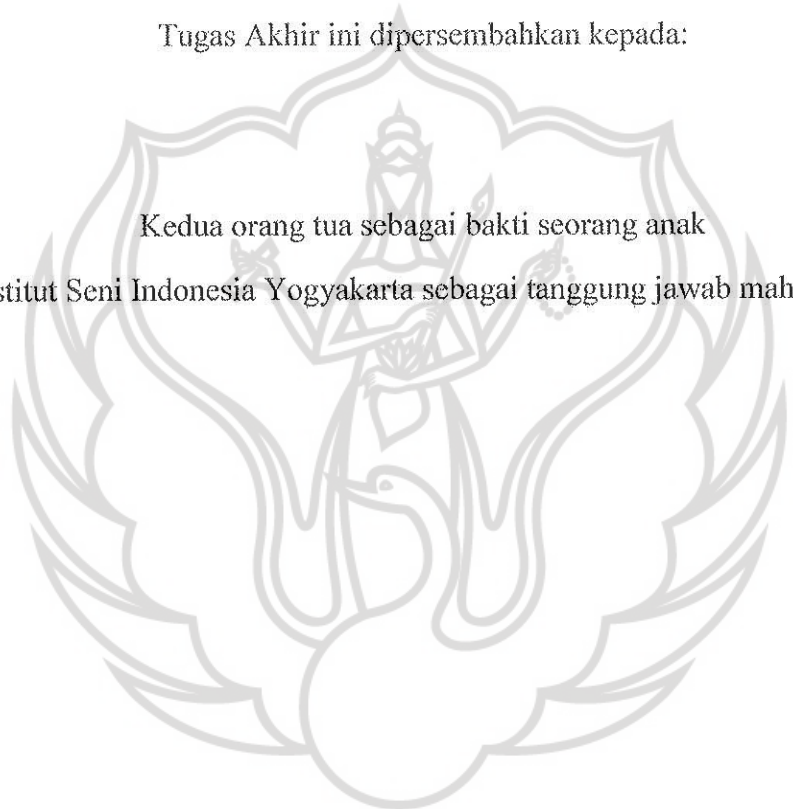 Tugas Akhir ini dipersembahkan kepada:
Kedua orang tua sebagai bakti seorang anak
stitut Seni Indonesia Yogyakarta sebagai tanggung jawab mah